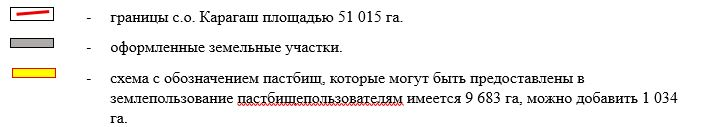 - границы с.о. Карагаш площадью 51 015 га.
- оформленные земельные участки.
- схема с обозначением пастбищ, которые могут быть предоставлены в
землепользование пастбищепользователям имеется 9 683 га, можно добавить 1 034
га.